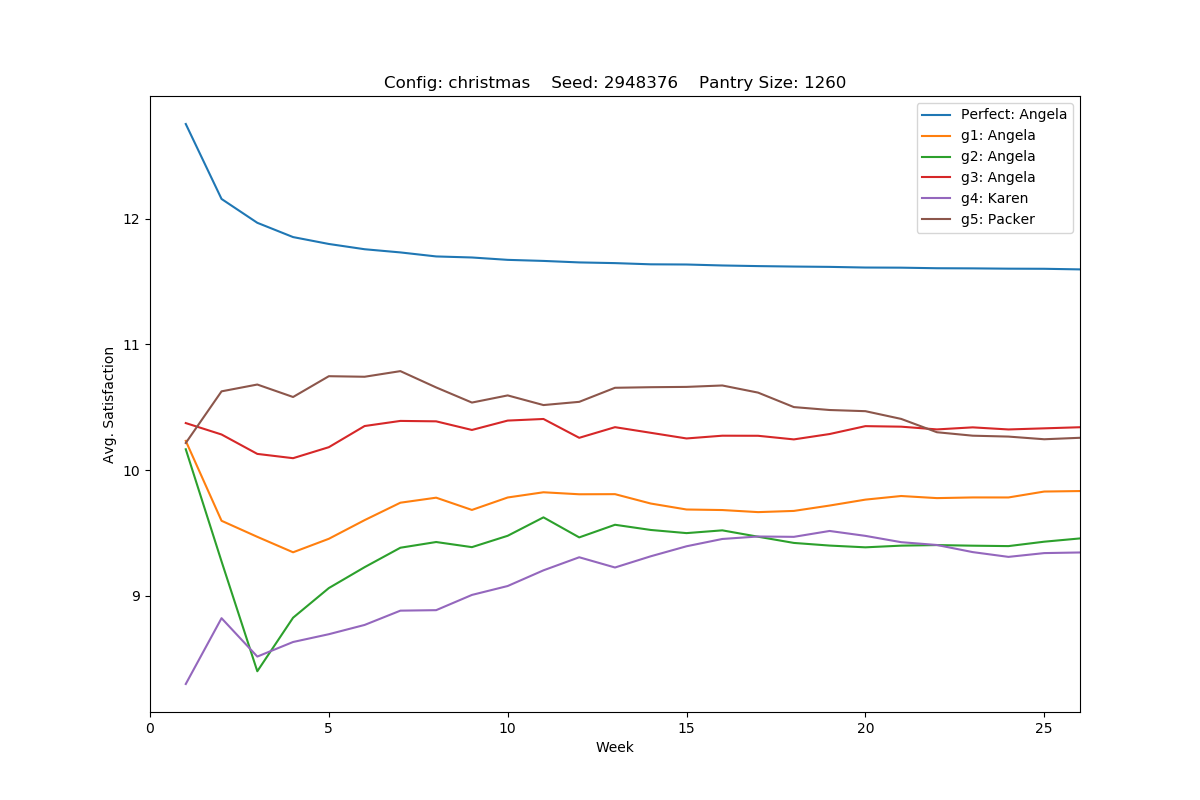 Config: christmas    Seed: 2948376    Pantry Size: 1260
Perfect: Angela
g1: Angela
g2: Angela
g3: Angela
g4: Karen
g5: Packer
12
11
10
9
Avg. Satisfaction
0 5 10 15 20 25
Week